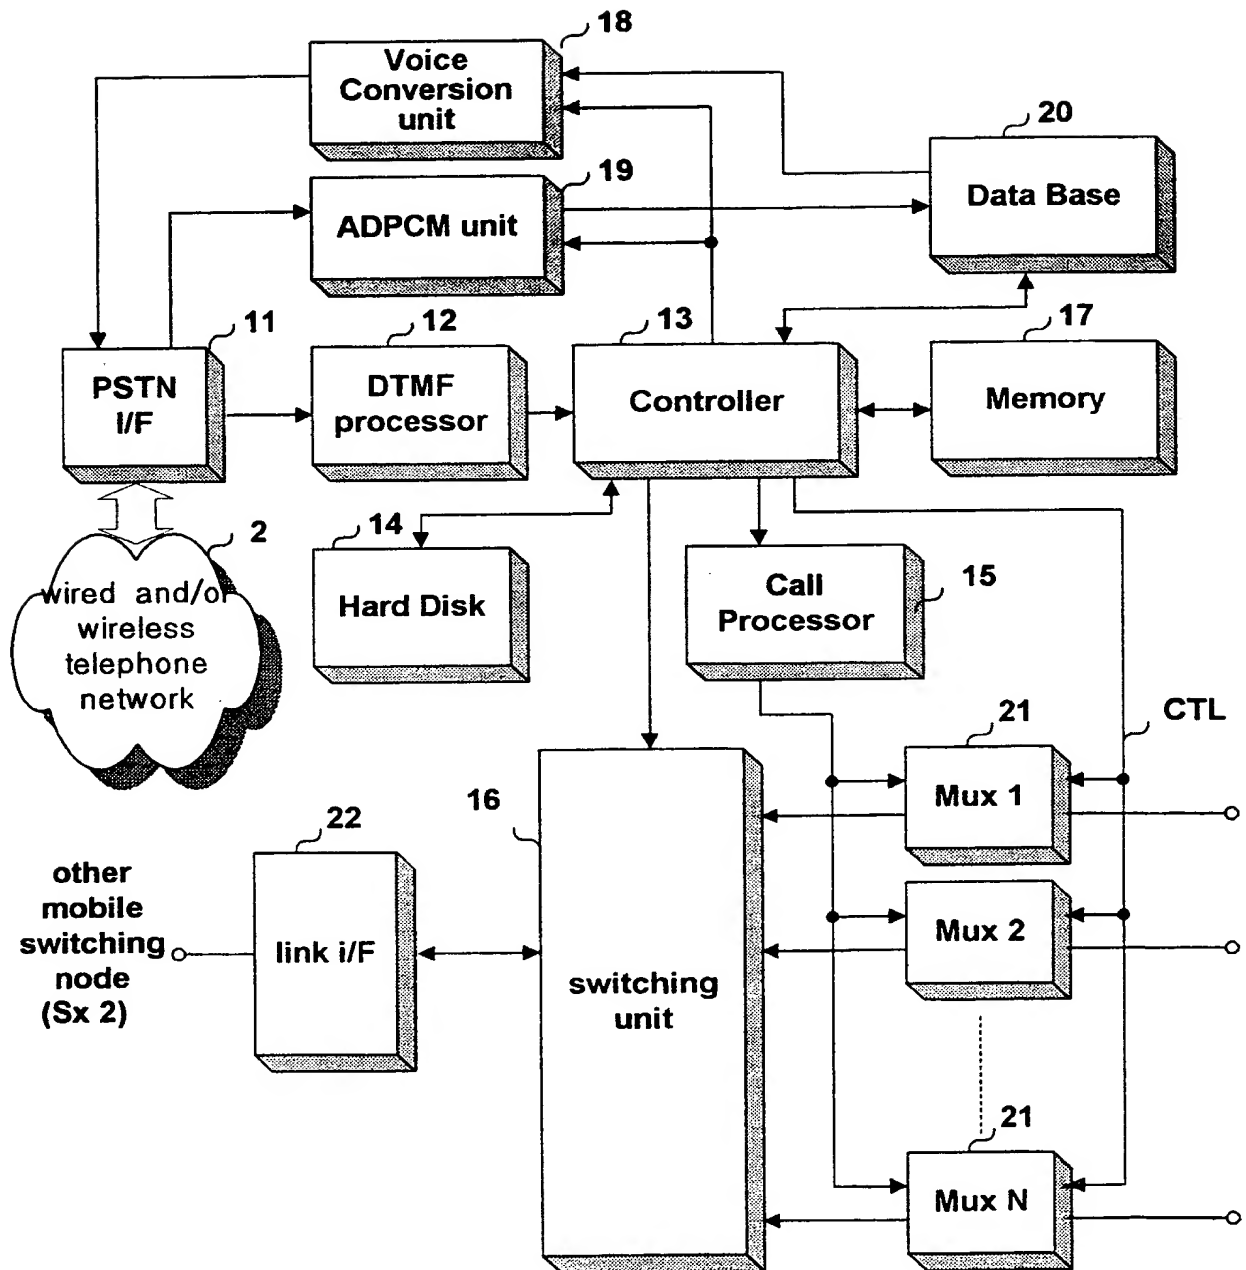 18
Voice
Conversion
unit
20
Data Base
19
ADPCM unit
11
PSTN
I/F
12
DTMF
processor
13
Controller
17
Memory
2
wired and/or
wireless
telephone
network
14
Hard Disk
Call
Processor
15
CTL
21
Mux 1
16
22
link i/F
other
mobile
switching
node
(Sx 2)
switching
unit
Mux 2
21
Mux N